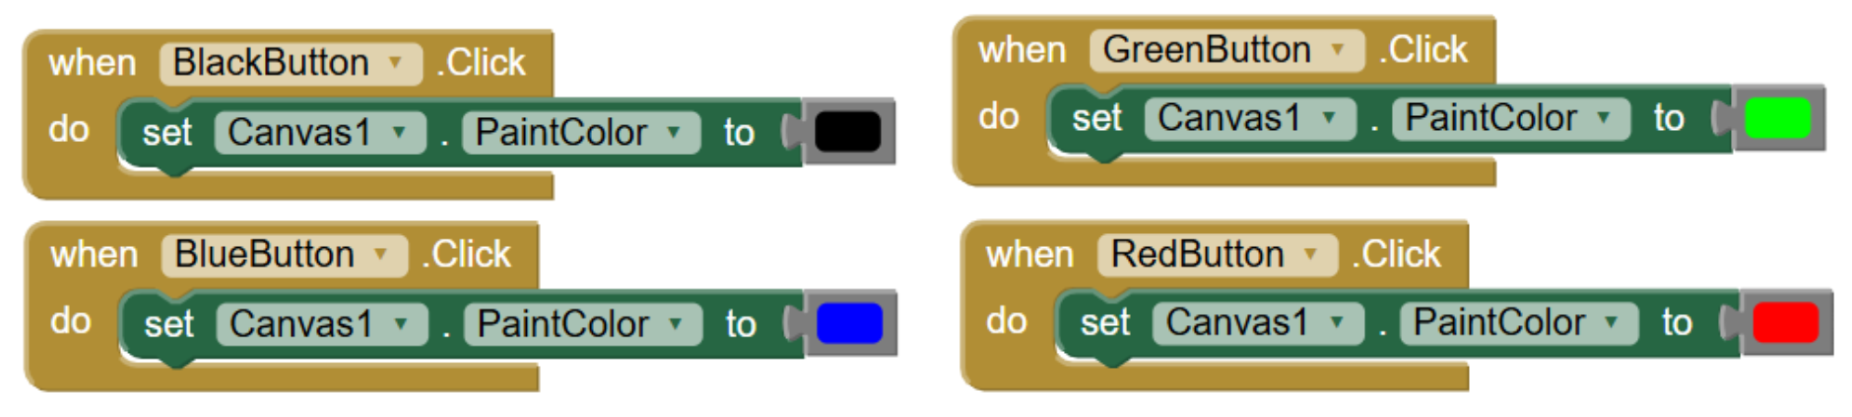 when BlackButton .Click
do set Canvas1 . PaintColor to
when GreenButton .Click
do set Canvas1 . PaintColor to
when BlueButton .Click
do set Canvas1 . PaintColor to
when RedButton .Click
do set Canvas1 . PaintColor to